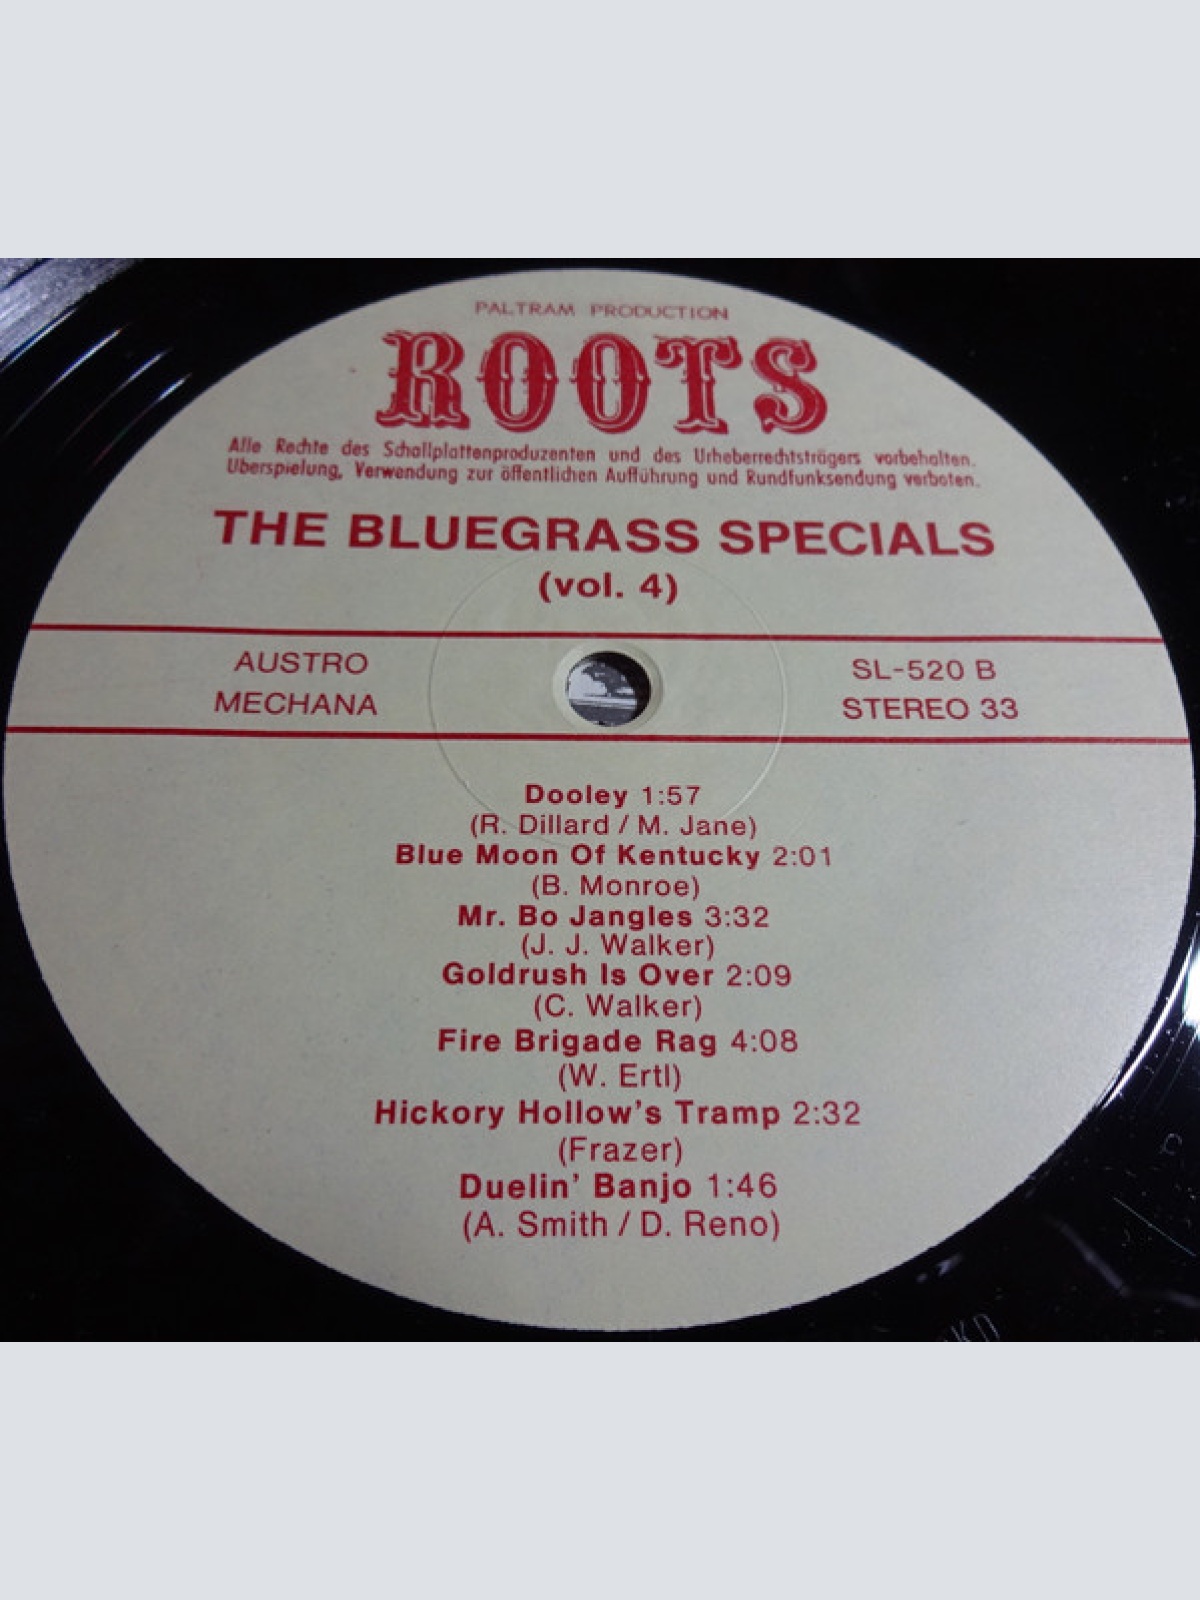 PALTRAM PRODUCTION
ROOTS
Alle Rechte des Schallplattenproduzenten und des Urheberrechtsträgers vorbehalten.
Überspielung, Verwendung zur öffentlichen Aufführung und Rundfunksendung verboten.
THE BLUEGRASS SPECIALS
(vol. 4)
AUSTRO
MECHANA
SL-520 B
STEREO 33
Dooley 1:57
(R. Dillard / M. Jane)
Blue Moon Of Kentucky 2:01
(B. Monroe)
Mr. Bo Jangles 3:32
(J. J. Walker)
Goldrush Is Over 2:09
(C. Walker)
Fire Brigade Rag 4:08
(W. Ertl)
Hickory Hollow's Tramp 2:32
(Frazer)
Duelin' Banjo 1:46
(A. Smith / D. Reno)